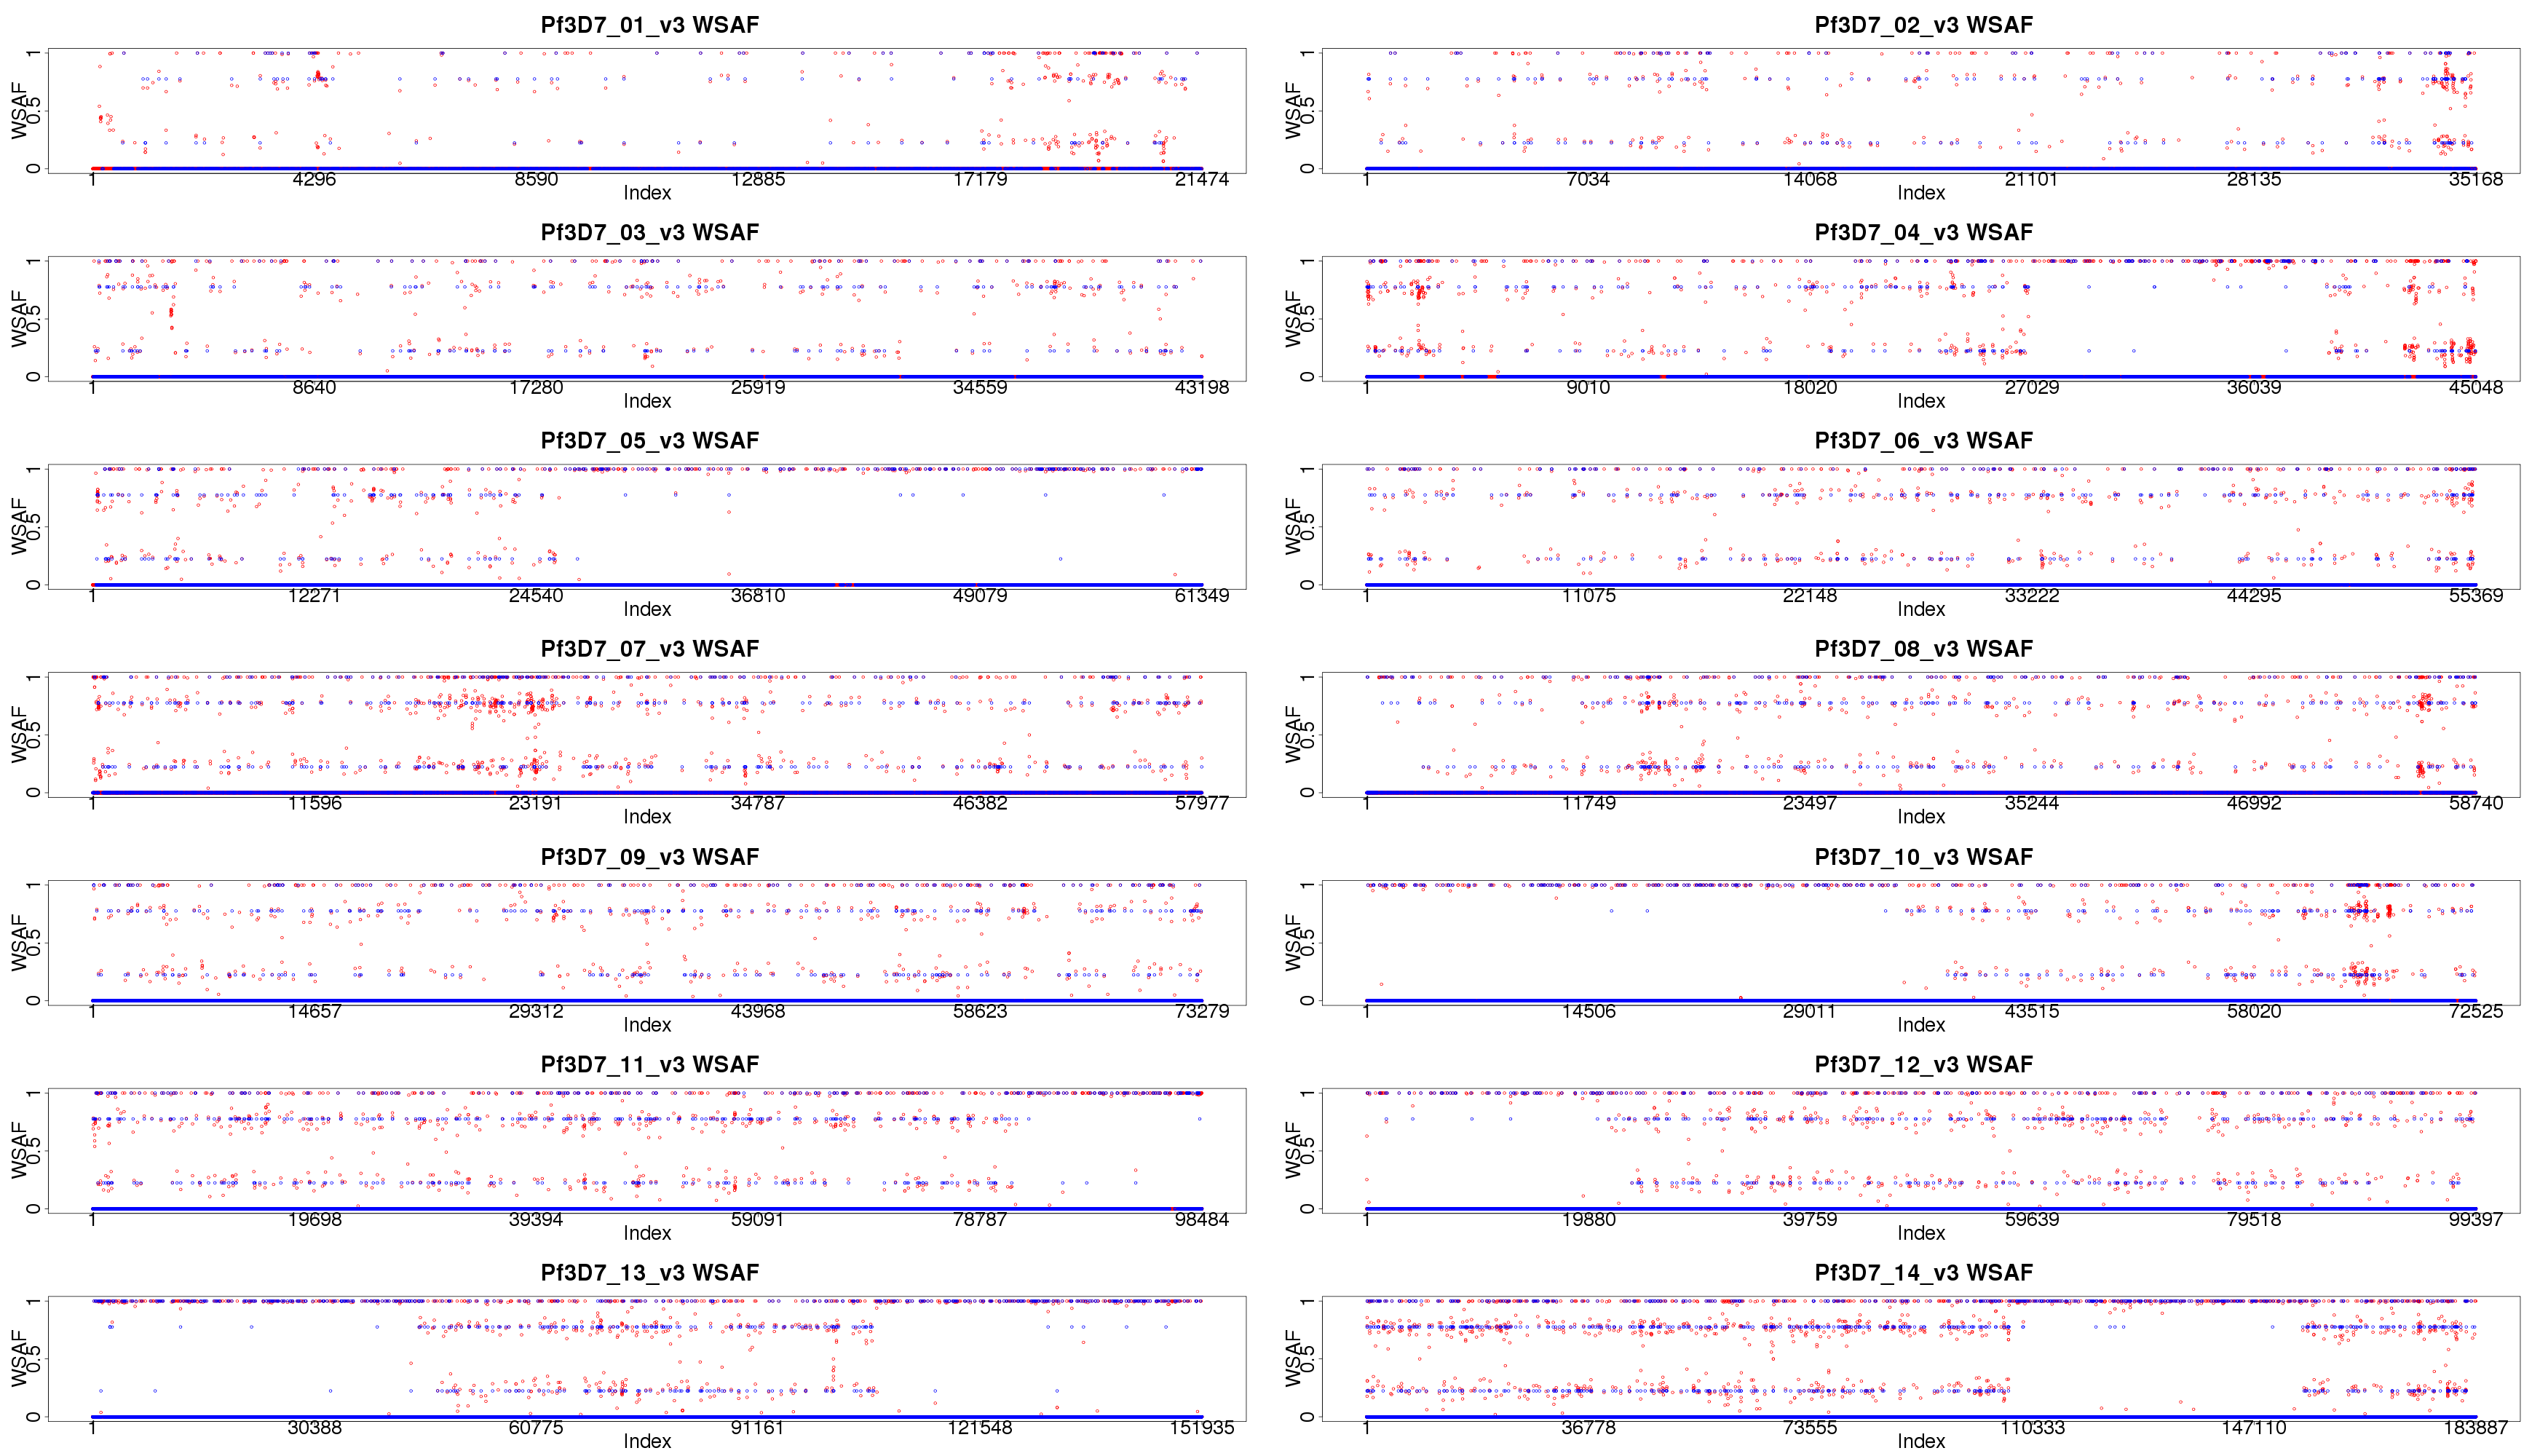 Pf3D7_01_v3 WSAF
WSAF
0 0.5 1
1 4296 8590 12885 17179 21474
Index
Pf3D7_02_v3 WSAF
WSAF
0 0.5 1
1 7034 14068 21101 28135 35168
Index
Pf3D7_03_v3 WSAF
WSAF
0 0.5 1
1 8640 17280 25919 34559 43198
Index
Pf3D7_04_v3 WSAF
WSAF
0 0.5 1
1 9010 18020 27029 36039 45048
Index
Pf3D7_05_v3 WSAF
WSAF
0 0.5 1
1 12271 24540 36810 49079 61349
Index
Pf3D7_06_v3 WSAF
WSAF
0 0.5 1
1 11075 22148 33222 44295 55369
Index
Pf3D7_07_v3 WSAF
WSAF
0 0.5 1
1 11596 23191 34787 46382 57977
Index
Pf3D7_08_v3 WSAF
WSAF
0 0.5 1
1 11749 23497 35244 46992 58740
Index
Pf3D7_09_v3 WSAF
WSAF
0 0.5 1
1 14657 29312 43968 58623 73279
Index
Pf3D7_10_v3 WSAF
WSAF
0 0.5 1
1 14506 29011 43515 58020 72525
Index
Pf3D7_11_v3 WSAF
WSAF
0 0.5 1
1 19698 39394 59091 78787 98484
Index
Pf3D7_12_v3 WSAF
WSAF
0 0.5 1
1 19880 39759 59639 79518 99397
Index
Pf3D7_13_v3 WSAF
WSAF
0 0.5 1
1 30388 60775 91161 121548 151935
Index
Pf3D7_14_v3 WSAF
WSAF
0 0.5 1
1 36778 73555 110333 147110 183887
Index